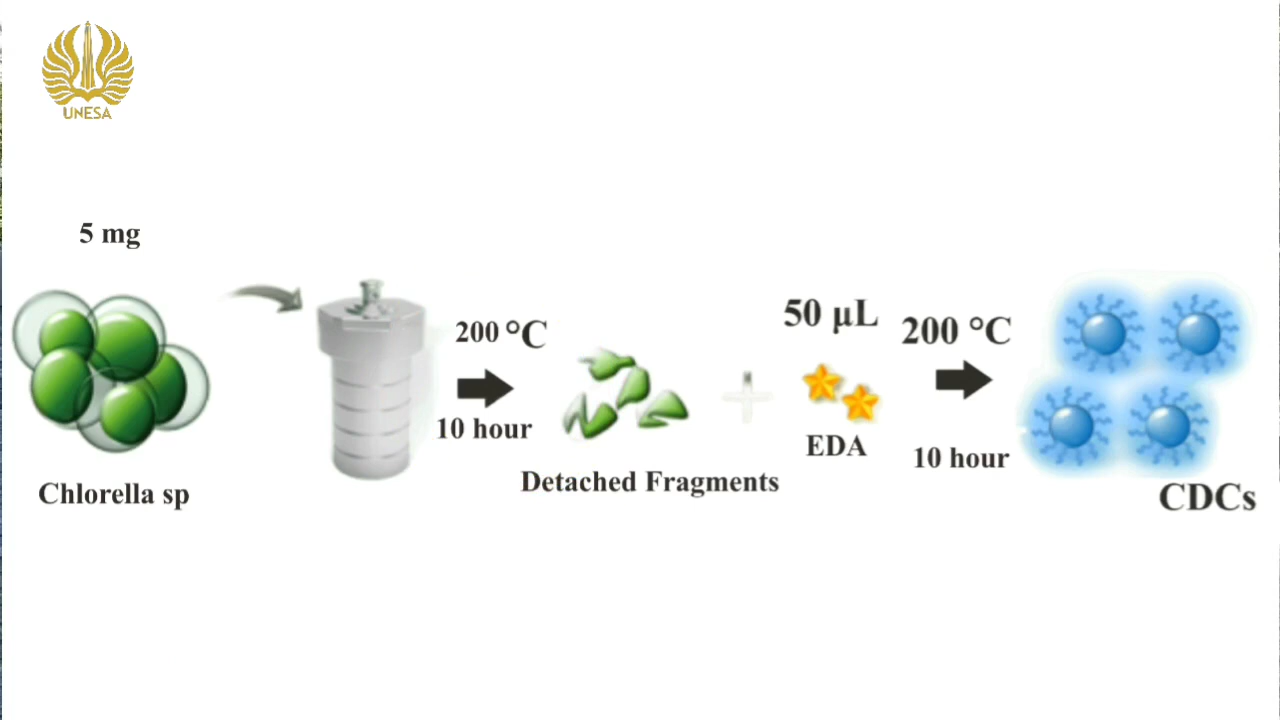 UNESA
5 mg
Chlorella sp
200 °C
10 hour
Detached Fragments
50 µL
EDA
200 °C
10 hour
CDCs